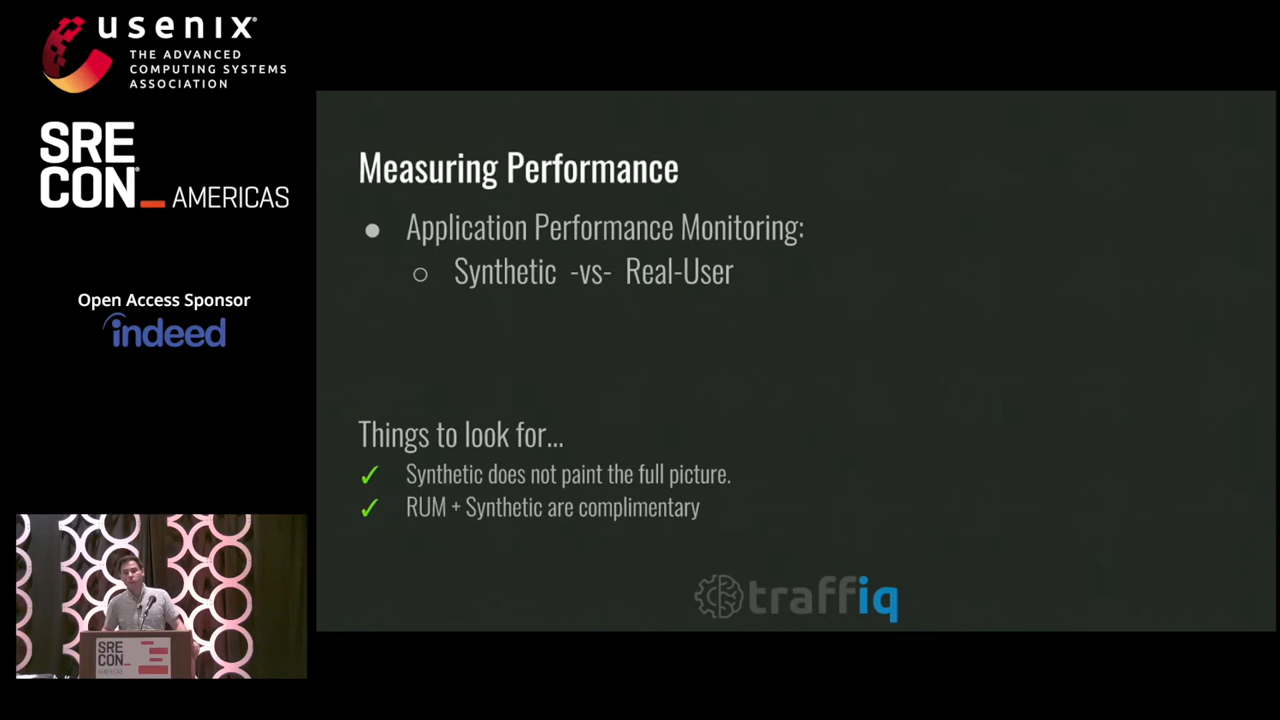 usenix
THE ADVANCED
COMPUTING SYSTEMS
ASSOCIATION
SRE
CON
AMERICAS
Open Access Sponsor
indeed
Measuring Performance
Application Performance Monitoring:
Synthetic -vs- Real-User
Things to look for...
✓ Synthetic does not paint the full picture.
✓ RUM + Synthetic are complimentary
traffiq
SRE
CON
AMERICAS